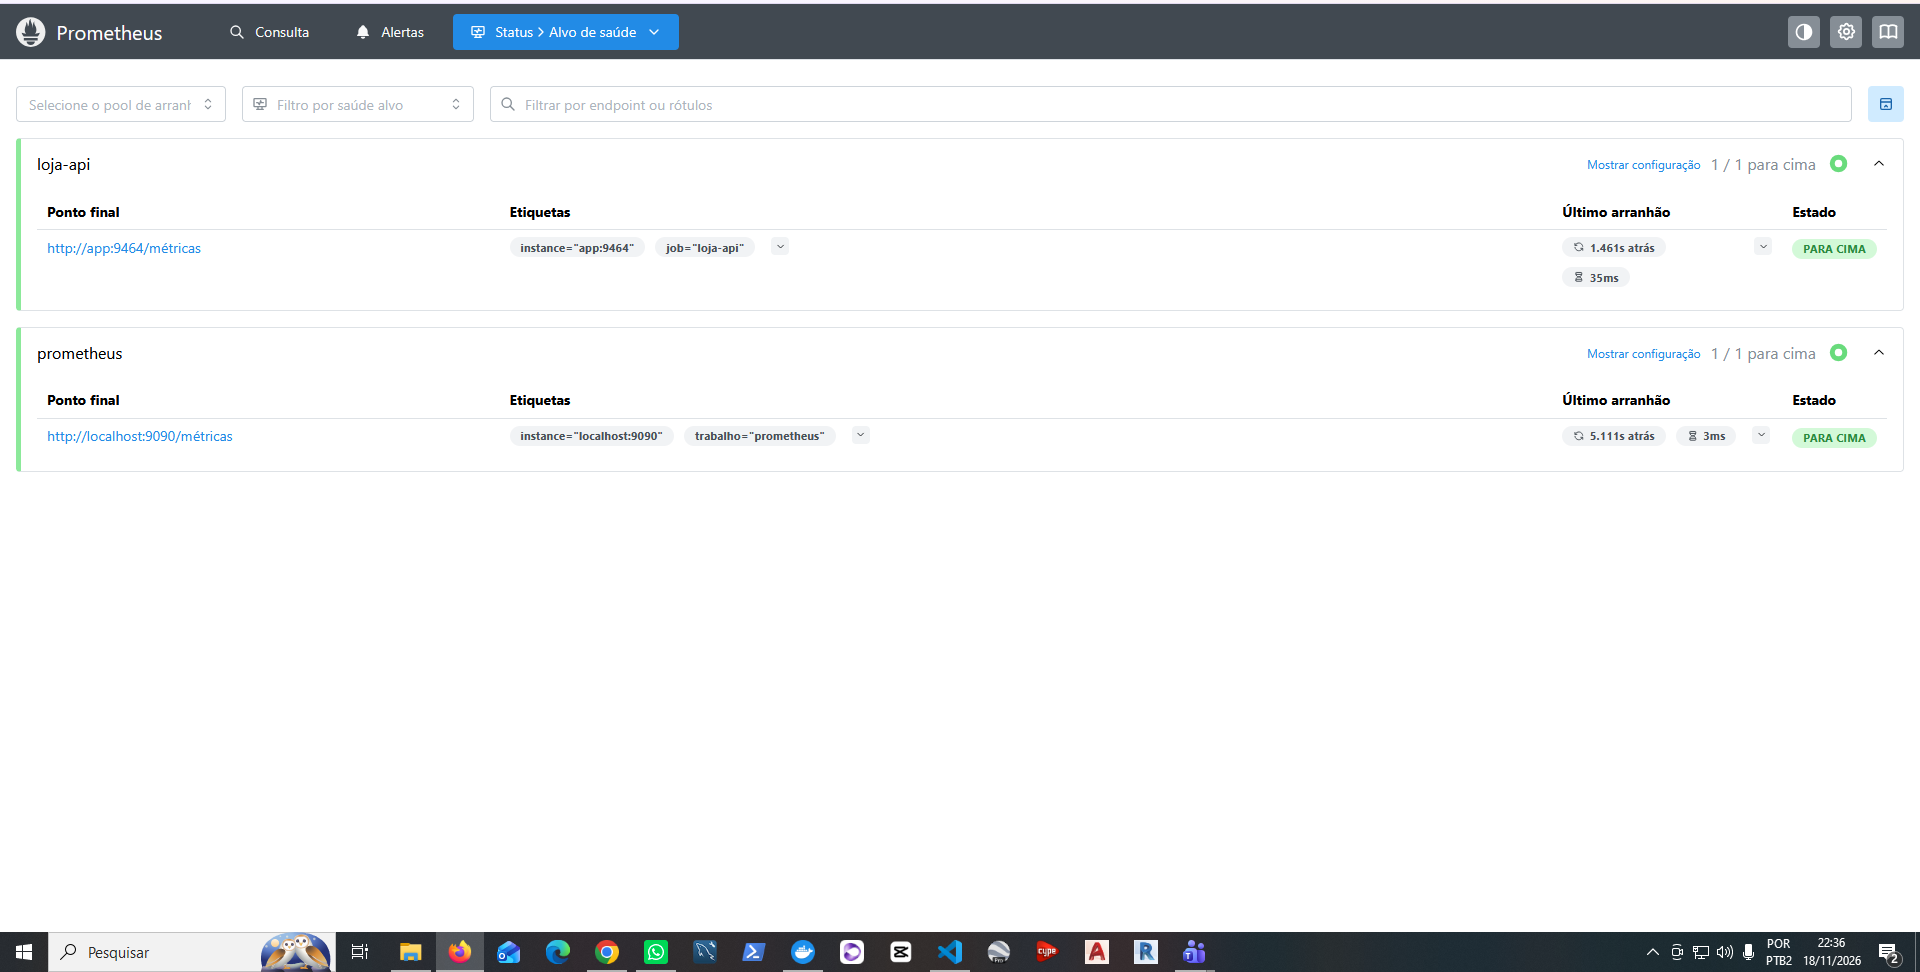 Prometheus Consulta Alertas Status > Alvo de saúde
Selecione o pool de arranh Filtro por saúde alvo Filtrar por endpoint ou rótulos
loja-api Mostrar configuração 1 / 1 para cima
Ponto final Etiquetas Último arranhão Estado
http://app:9464/métricas instance="app:9464" job="loja-api" 1.461s atrás PARA CIMA
35ms
prometheus Mostrar configuração 1 / 1 para cima
Ponto final Etiquetas Último arranhão Estado
http://localhost:9090/métricas instance="localhost:9090" trabalho="prometheus" 5.111s atrás 3ms PARA CIMA
Pesquisar
POR 22:36
PTB2 18/11/2026 2